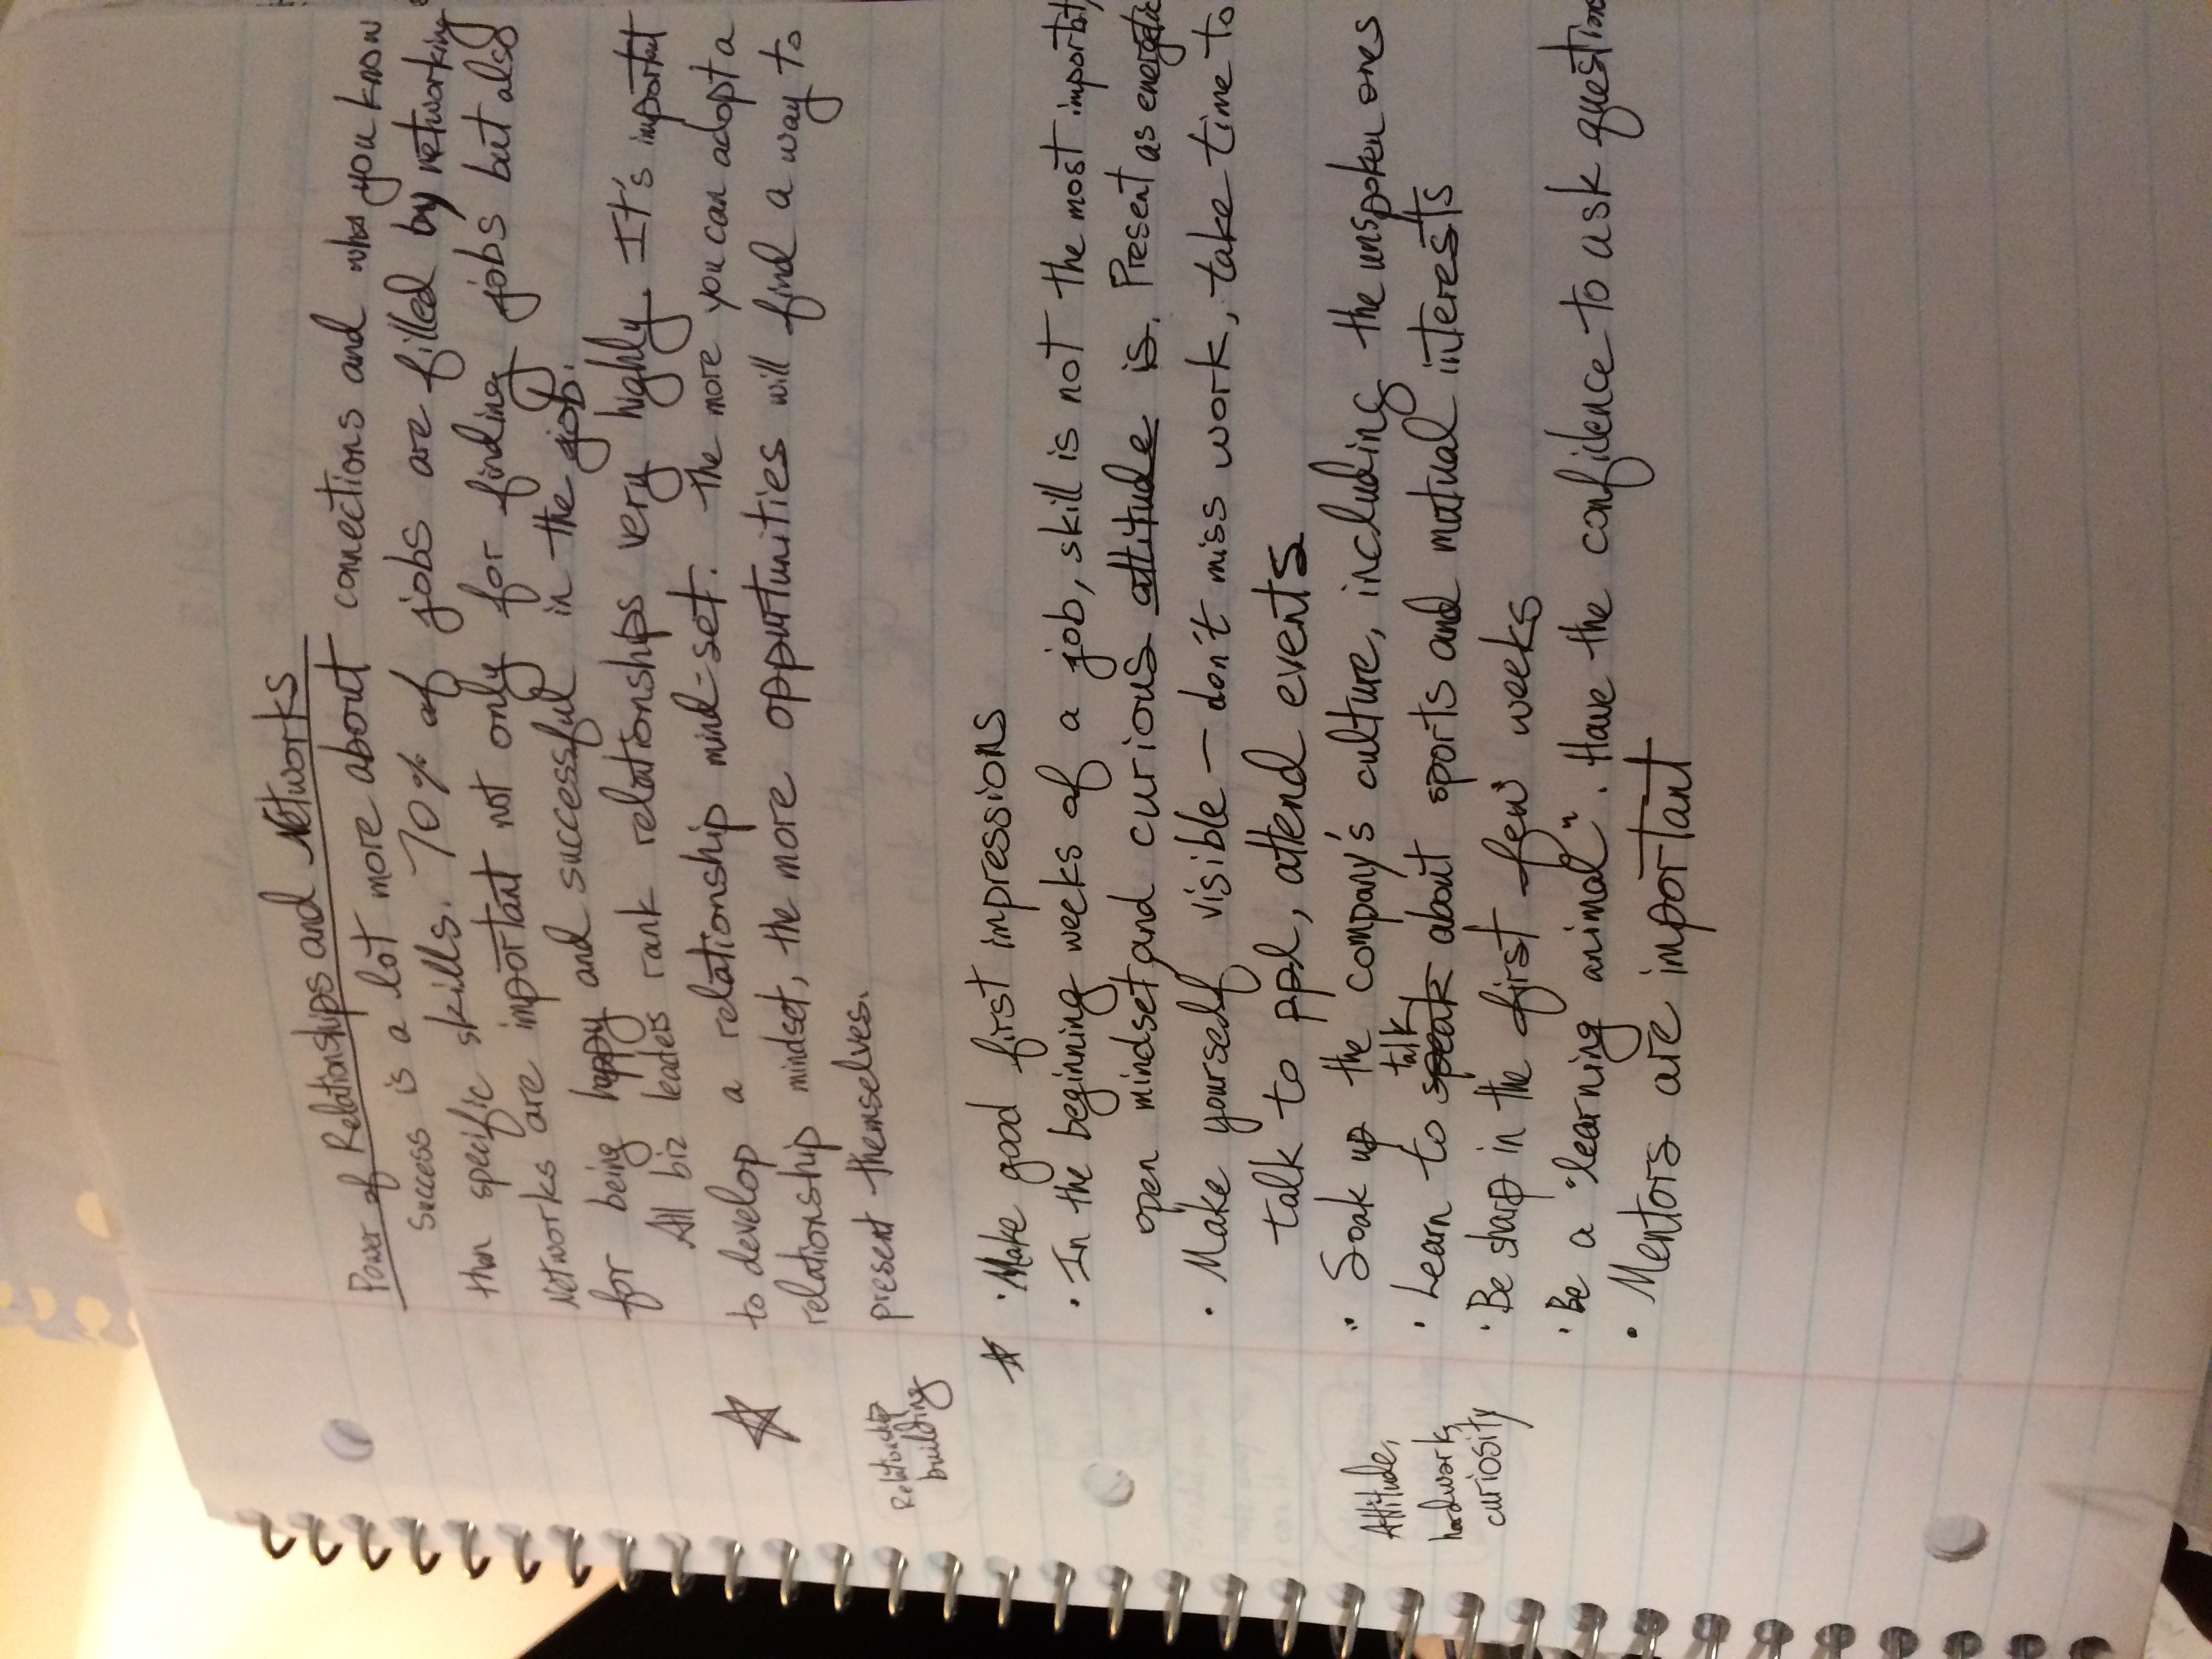 Power of Relationships and Networks
Success is a lot more about connections and who you know
than specific skills. 70% of jobs are filled by networking
Networks are important not only for finding jobs but also
for being happy and successful in the job.
All biz leaders rank relationships very highly. It's important
to develop a relationship mind-set. The more you can adopt a
relationship mindset, the more oppurtunities will find a way to
present themselves.
Relationship
building
· Make good first impressions
· In the beginning weeks of a job, skill is not the most importat,
open mindset, and curious attitude is. Present as energetic
· Make yourself visible — don't miss work, take time to
talk to ppl, attend events
· Soak up the company's culture, including the unspoken ones
Attitude,
hardwork,
curiosity
talk
· Learn to speak about sports and mutual interests
· Be sharp in the first few weeks
· Be a "learning animal". Have the confidence to ask question
· Mentors are important